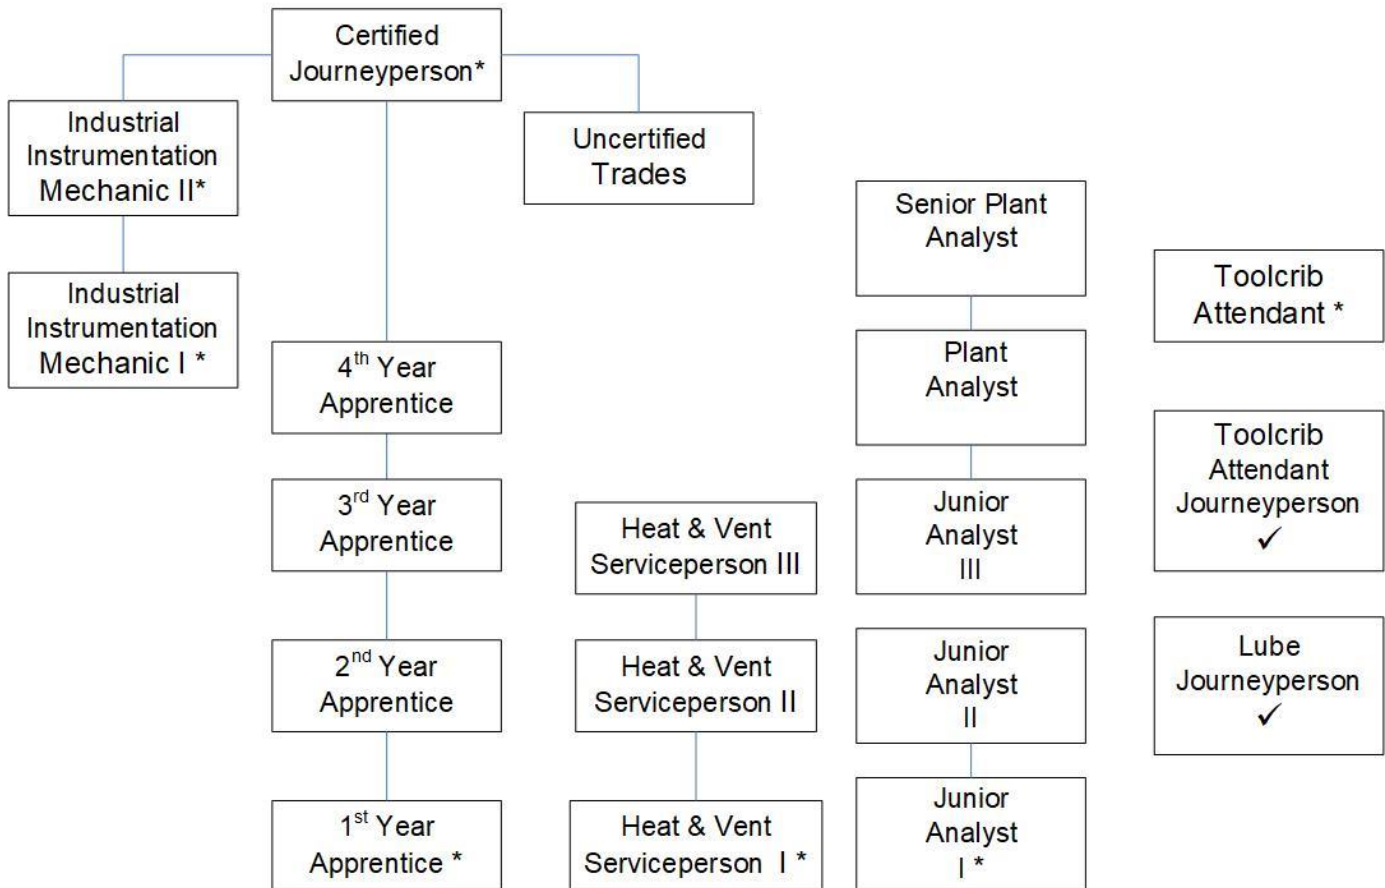 Certified
Journeyperson*
Industrial
Instrumentation
Mechanic II*
Uncertified
Trades
Senior Plant
Analyst
Toolcrib
Attendant *
Industrial
Instrumentation
Mechanic I *
Plant
Analyst
4th Year
Apprentice
Toolcrib
Attendant
Journeyperson
✓
3rd Year
Apprentice
Heat & Vent
Serviceperson III
Junior
Analyst
III
2nd Year
Apprentice
Heat & Vent
Serviceperson II
Junior
Analyst
II
Lube
Journeyperson
✓
1st Year
Apprentice *
Heat & Vent
Serviceperson I *
Junior
Analyst
I *